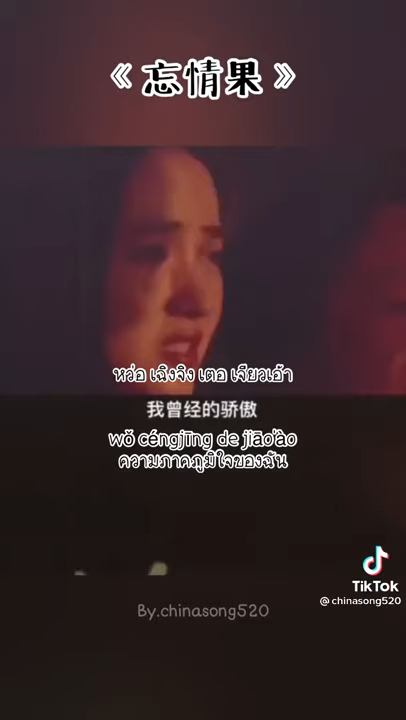 《忘情果》
หว่อ เฉิงจิง เตอ เจียวเอ้า
我曾经的骄傲
wǒ céngjīng de jiāo'ào
ความภาคภูมิใจของฉัน
TikTok
@chinasong520
By.chinasong520